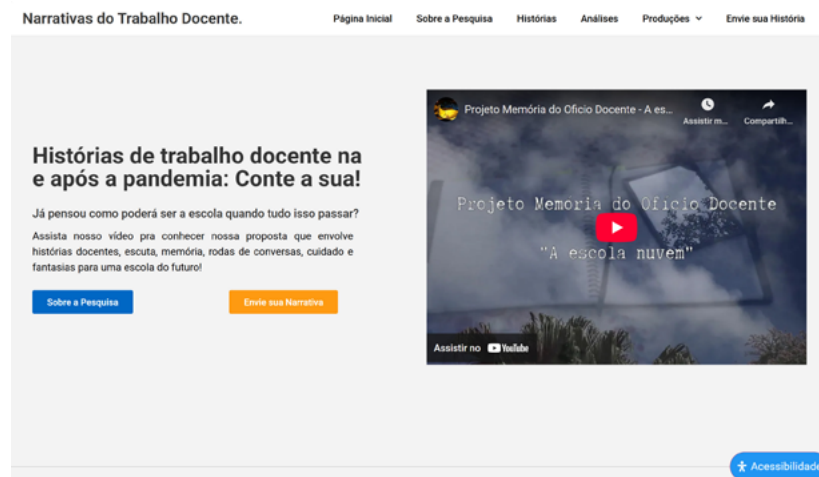 Narrativas do Trabalho Docente.
Página Inicial Sobre a Pesquisa Histórias Análises Produções Envie sua História
Projeto Memória do Oficio Docente - A es...
Assistir m... Compartilh...
Histórias de trabalho docente na
e após a pandemia: Conte a sua!
Já pensou como poderá ser a escola quando tudo isso passar?
Assista nosso vídeo pra conhecer nossa proposta que envolve
histórias docentes, escuta, memória, rodas de conversas, cuidado e
fantasias para uma escola do futuro!
Sobre a Pesquisa Envie sua Narrativa
Projeto Memoria do Oficio Docente
"A escola nuvem"
Assistir no YouTube
Acessibilidade